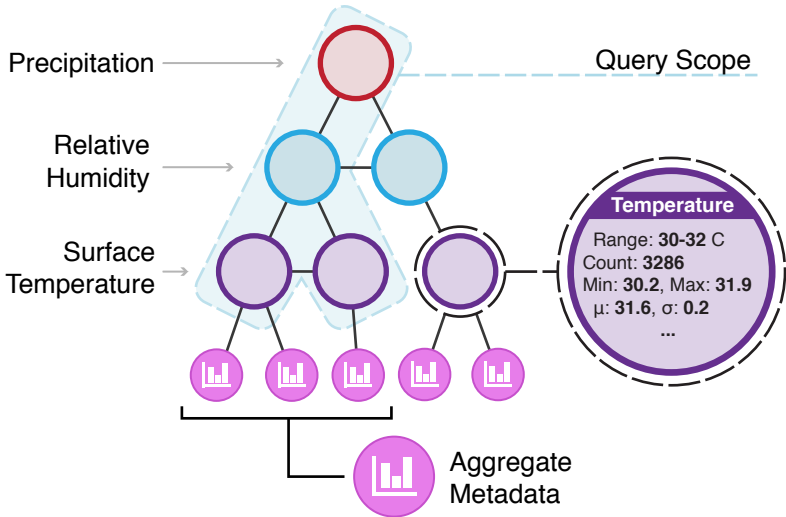 Precipitation
Query Scope
Relative
Humidity
Surface
Temperature
Temperature
Range: 30-32 C
Count: 3286
Min: 30.2, Max: 31.9
μ: 31.6, σ: 0.2
...
Aggregate
Metadata